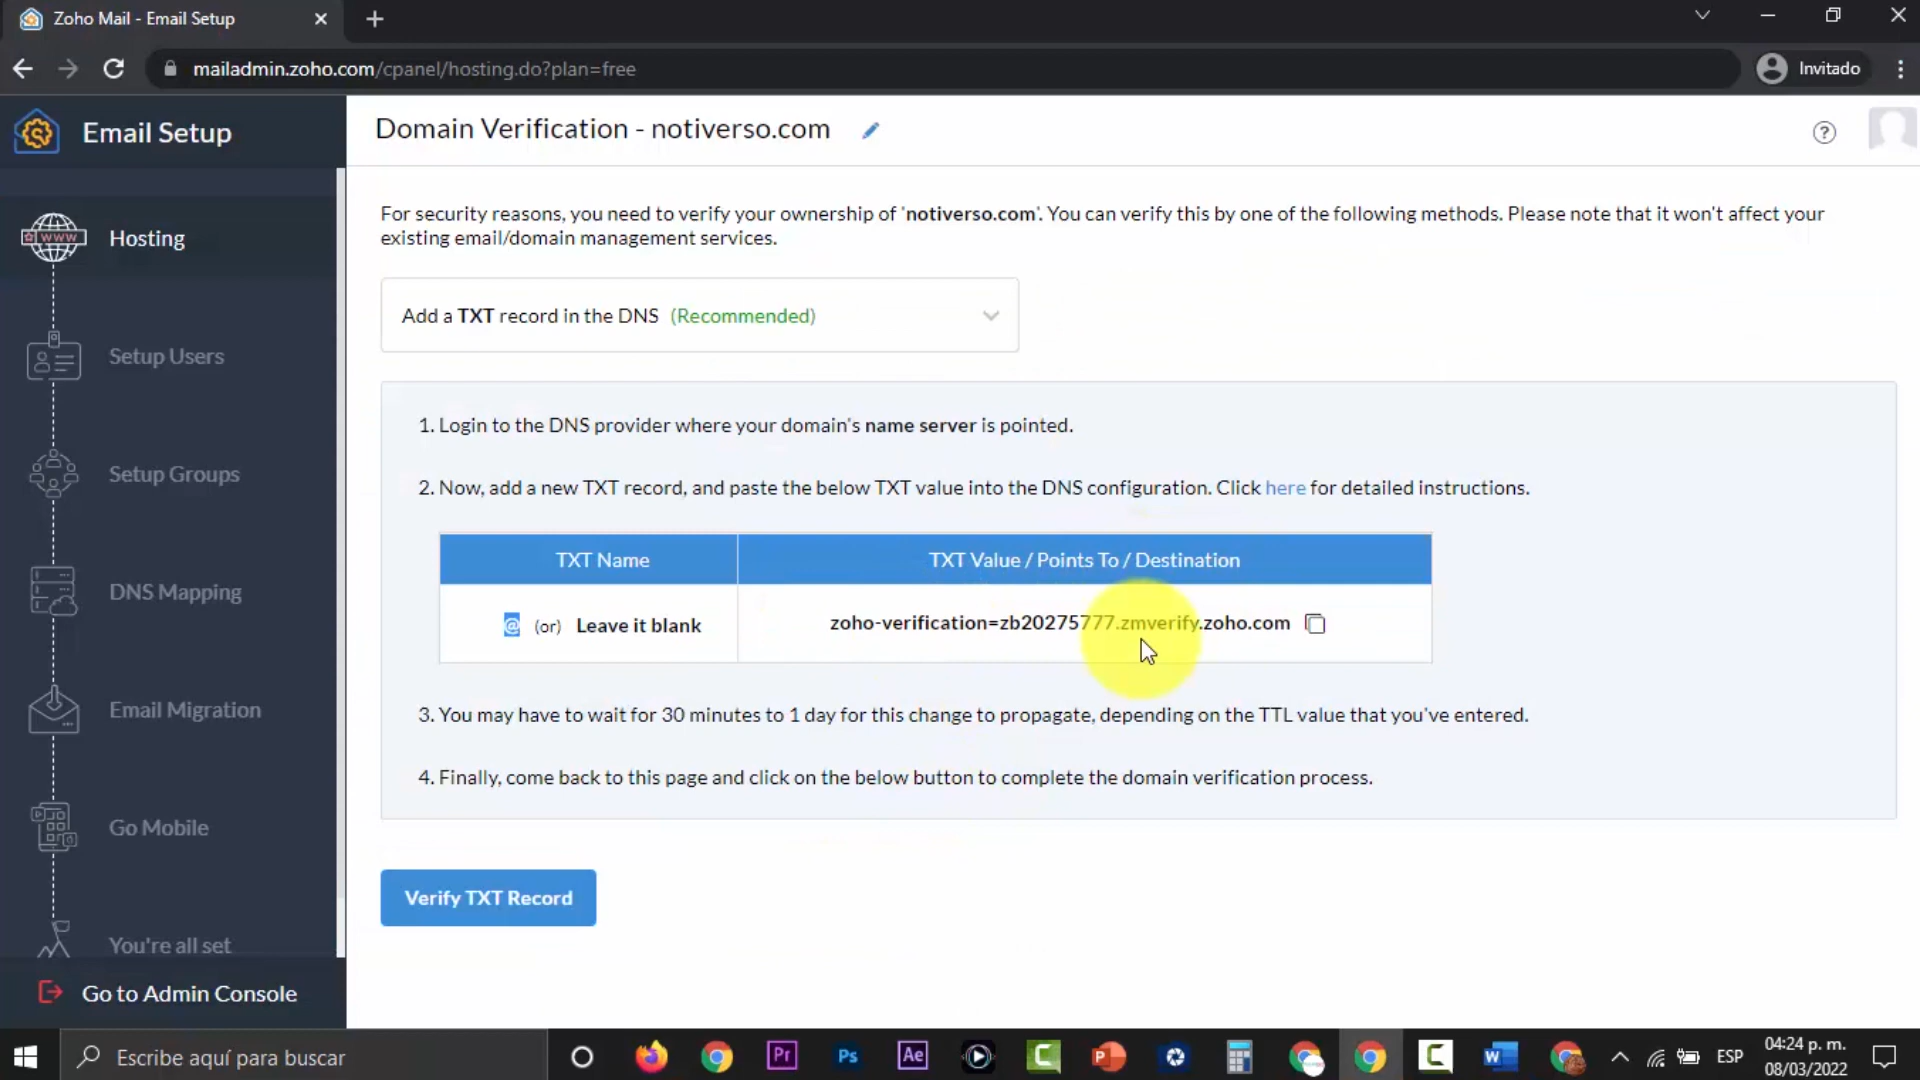 Zoho Mail - Email Setup
mailadmin.zoho.com/cpanel/hosting.do?plan=free
Invitado
Email Setup
Domain Verification - notiverso.com
For security reasons, you need to verify your ownership of 'notiverso.com'. You can verify this by one of the following methods. Please note that it won't affect your
existing email/domain management services.
WWW
Hosting
Add a TXT record in the DNS (Recommended)
Setup Users
1. Login to the DNS provider where your domain's name server is pointed.
Setup Groups
2. Now, add a new TXT record, and paste the below TXT value into the DNS configuration. Click here for detailed instructions.
TXT Name
TXT Value / Points To / Destination
DNS Mapping
@ (or) Leave it blank
zoho-verification=zb20275777.zmverify.zoho.com
Email Migration
3. You may have to wait for 30 minutes to 1 day for this change to propagate, depending on the TTL value that you've entered.
4. Finally, come back to this page and click on the below button to complete the domain verification process.
Go Mobile
Verify TXT Record
You're all set
Go to Admin Console
Escribe aquí para buscar
Pr
Ps
Ae
ESP
04:24 p. m.
08/03/2022